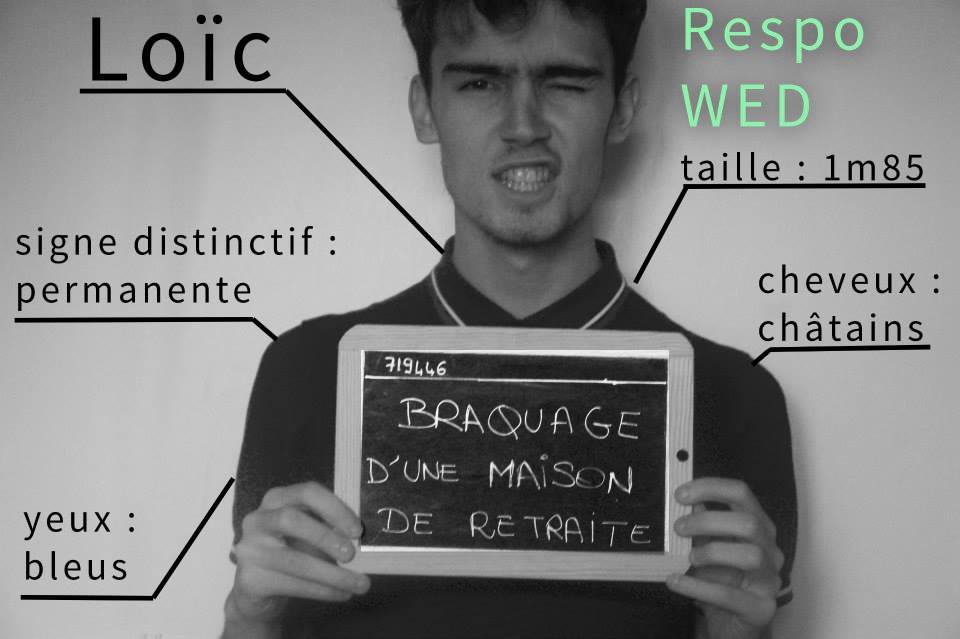 Loïc
Respo
WED
taille : 1m85
signe distinctif :
permanente
cheveux :
châtains
719446
BRAQUAGE
D'UNE MAISON
DE RETRAITE
yeux :
bleus